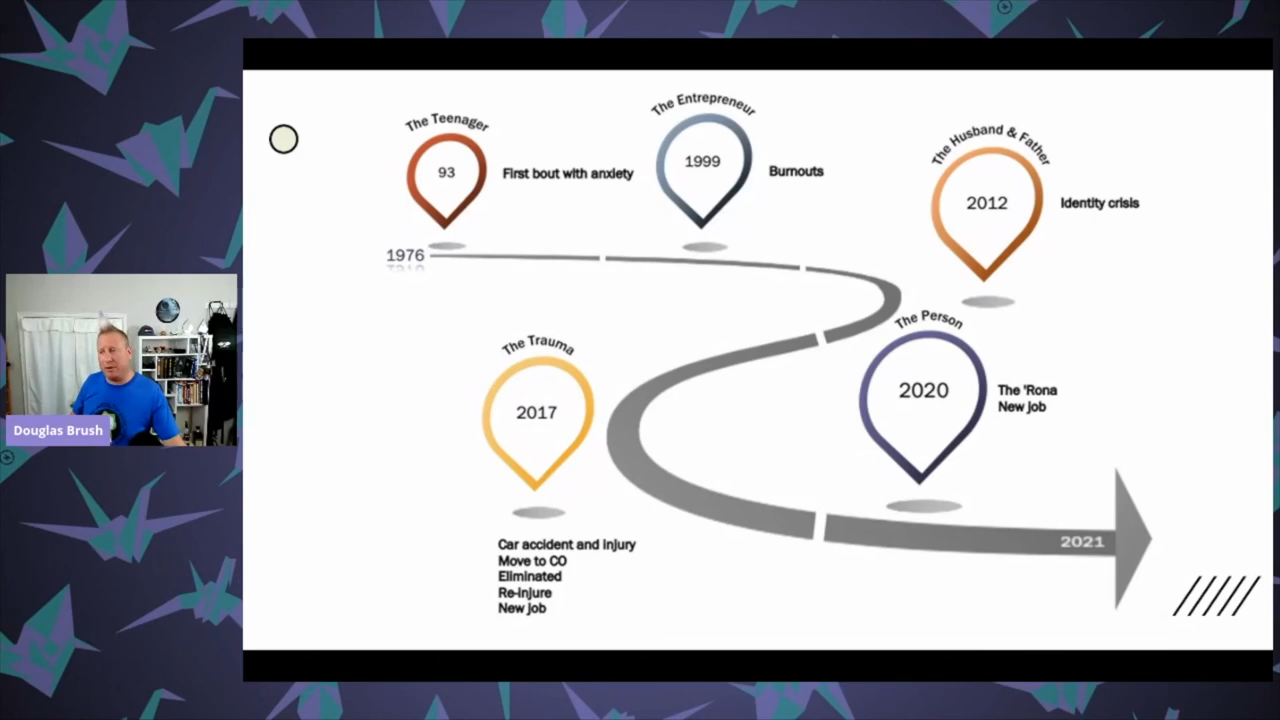 The Teenager
93
First bout with anxiety
The Entrepreneur
1999
Burnouts
The Husband & Father
2012
Identity crisis
1976
The Trauma
2017
Car accident and injury
Move to CO
Eliminated
Re-injure
New job
The Person
2020
The 'Rona
New job
2021
Douglas Brush